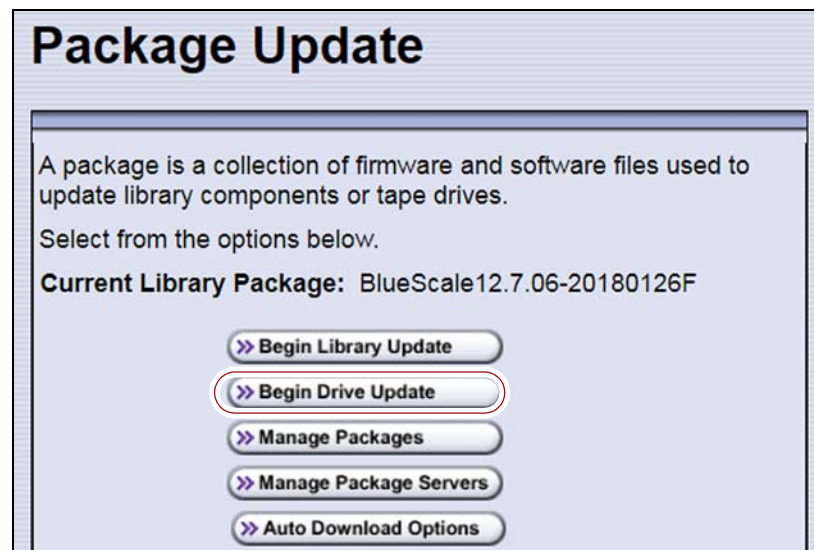 Package Update
A package is a collection of firmware and software files used to
update library components or tape drives.
Select from the options below.
Current Library Package: BlueScale12.7.06-20180126F
Begin Library Update
Begin Drive Update
Manage Packages
Manage Package Servers
Auto Download Options